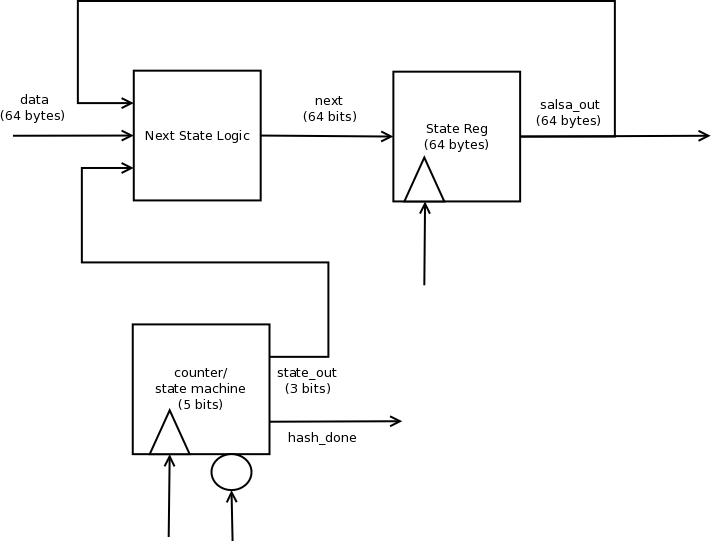 data
(64 bytes)
Next State Logic
next
(64 bits)
State Reg
(64 bytes)
salsa_out
(64 bytes)
counter/
state machine
(5 bits)
state_out
(3 bits)
hash_done